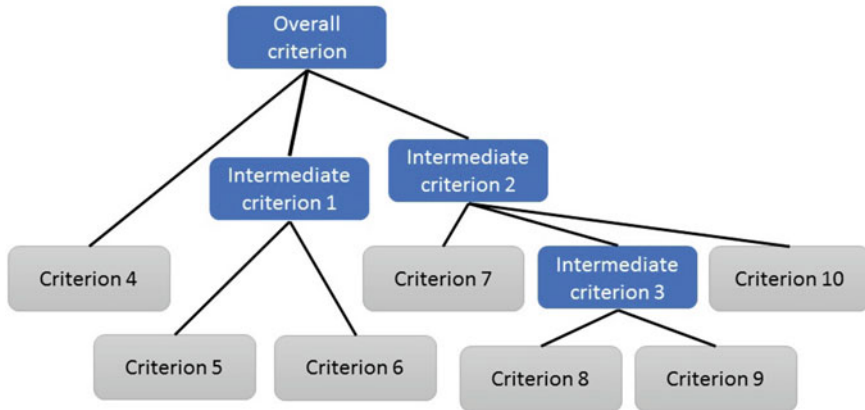 Overall
criterion
Intermediate
criterion 1
Intermediate
criterion 2
Criterion 4
Criterion 7
Intermediate
criterion 3
Criterion 10
Criterion 5
Criterion 6
Criterion 8
Criterion 9